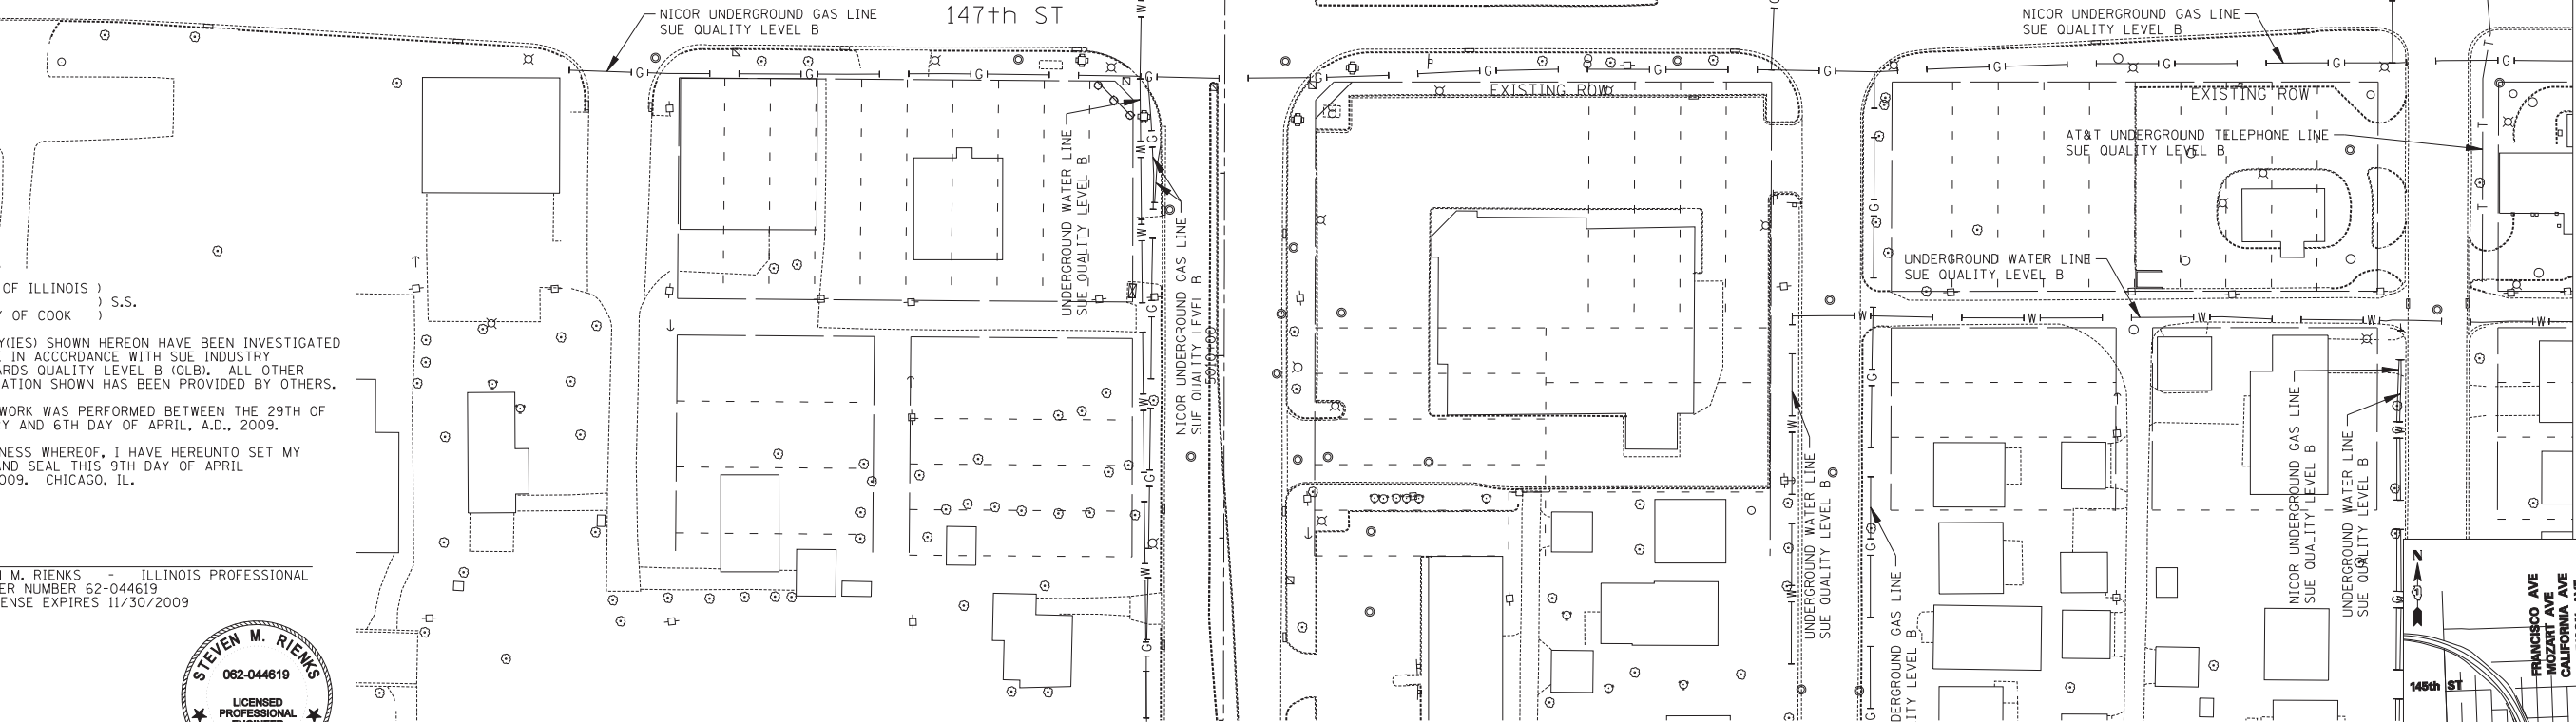 NICOR UNDERGROUND GAS LINE
SUE QUALITY LEVEL B
147th ST
NICOR UNDERGROUND GAS LINE
SUE QUALITY LEVEL B
EXISTING ROW
EXISTING ROW
AT&T UNDERGROUND TELEPHONE LINE
SUE QUALITY LEVEL B
UNDERGROUND WATER LINE
SUE QUALITY LEVEL B
UNDERGROUND WATER LINE
SUE QUALITY LEVEL B
NICOR UNDERGROUND GAS LINE
SUE QUALITY LEVEL B
5010+00
UNDERGROUND WATER LINE
SUE QUALITY LEVEL B
DERGROUND GAS LINE
ITY LEVEL B
NICOR UNDERGROUND GAS LINE
SUE QUALITY LEVEL B
UNDERGROUND WATER LINE
SUE QUALITY LEVEL B
OF ILLINOIS )
) S.S.
Y OF COOK )
Y(IES) SHOWN HEREON HAVE BEEN INVESTIGATED
IN ACCORDANCE WITH SUE INDUSTRY
ARDS QUALITY LEVEL B (QLB). ALL OTHER
ATION SHOWN HAS BEEN PROVIDED BY OTHERS.
WORK WAS PERFORMED BETWEEN THE 29TH OF
Y AND 6TH DAY OF APRIL, A.D., 2009.
NESS WHEREOF, I HAVE HEREUNTO SET MY
AND SEAL THIS 9TH DAY OF APRIL
009. CHICAGO, IL.
M. RIENKS - ILLINOIS PROFESSIONAL
ER NUMBER 62-044619
ENSE EXPIRES 11/30/2009
STEVEN M. RIENKS
062-044619
LICENSED
PROFESSIONAL
ENGINEER
N
FRANCISCO AVE
MOZART AVE
CALIFORNIA AVE
145th ST